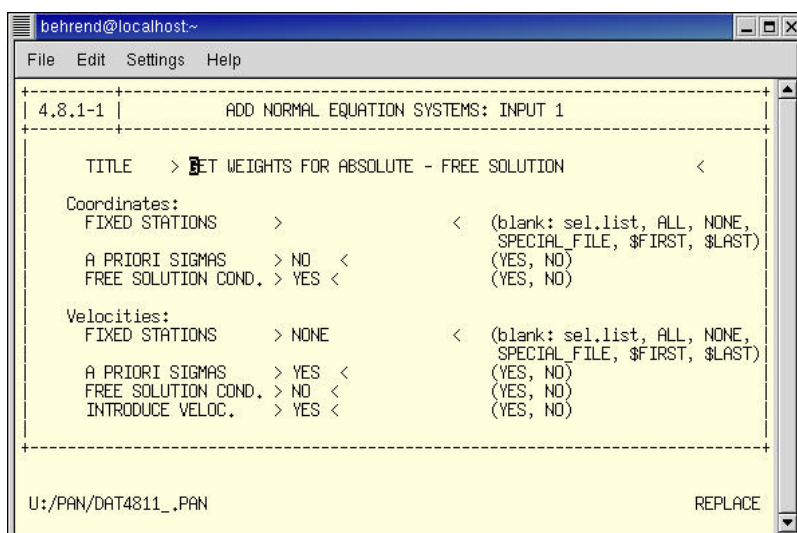 behrend@localhost:~
File Edit Settings Help
4.8.1-1 | ADD NORMAL EQUATION SYSTEMS: INPUT 1
TITLE > GET WEIGHTS FOR ABSOLUTE - FREE SOLUTION <
Coordinates:
FIXED STATIONS > < (blank: sel.list, ALL, NONE,
SPECIAL_FILE, $FIRST, $LAST)
A PRIORI SIGMAS > NO < (YES, NO)
FREE SOLUTION COND. > YES < (YES, NO)
Velocities:
FIXED STATIONS > NONE < (blank: sel.list, ALL, NONE,
SPECIAL_FILE, $FIRST, $LAST)
A PRIORI SIGMAS > YES < (YES, NO)
FREE SOLUTION COND. > NO < (YES, NO)
INTRODUCE VELOC. > YES < (YES, NO)
U:/PAN/DAT4811_.PAN REPLACE